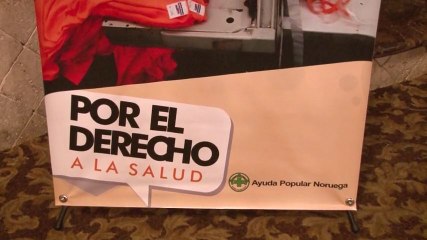 POR EL
DERECHO
A LA SALUD
Ayuda Popular Noruega